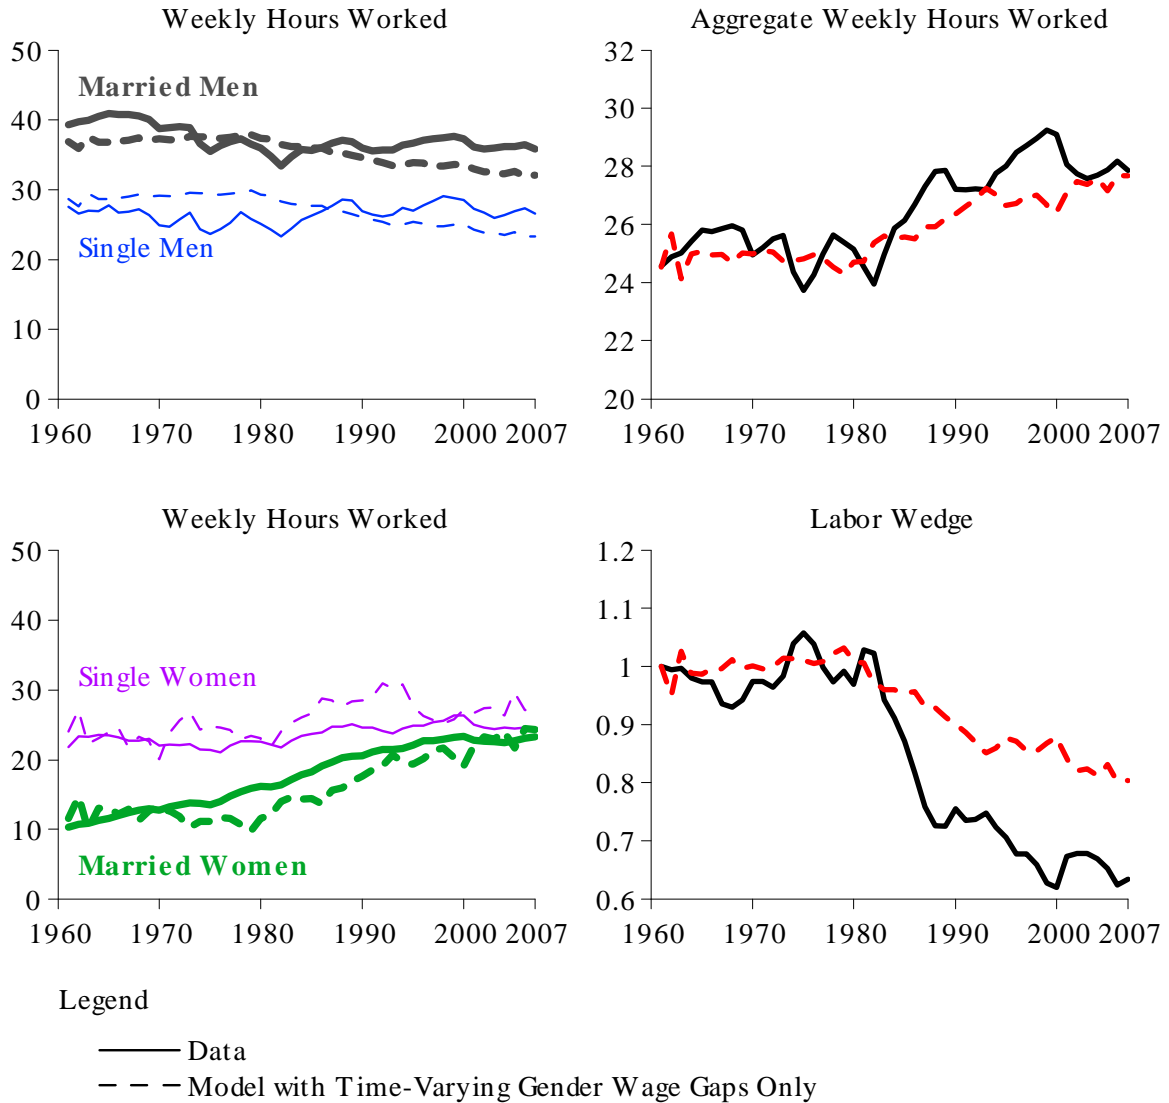 Weekly Hours Worked
50
40
30
20
10
0
Married Men
Single Men
1960 1970 1980 1990 2000 2007
Aggregate Weekly Hours Worked
32
30
28
26
24
22
20
1960 1970 1980 1990 2000 2007
Weekly Hours Worked
50
40
30
20
10
0
Single Women
Married Women
1960 1970 1980 1990 2000 2007
Labor Wedge
1.2
1.1
1
0.9
0.8
0.7
0.6
1960 1970 1980 1990 2000 2007
Legend
Data
Model with Time-Varying Gender Wage Gaps Only